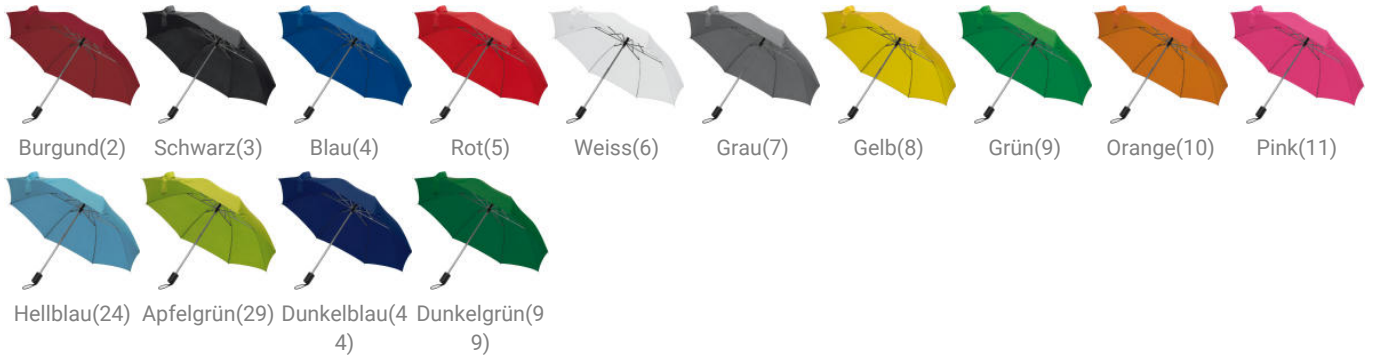 Burgund(2) Schwarz(3) Blau(4) Rot(5) Weiss(6) Grau(7) Gelb(8) Grün(9) Orange(10) Pink(11)
Hellblau(24) Apfelgrün(29) Dunkelblau(4 Dunkelgrün(9
4) 9)